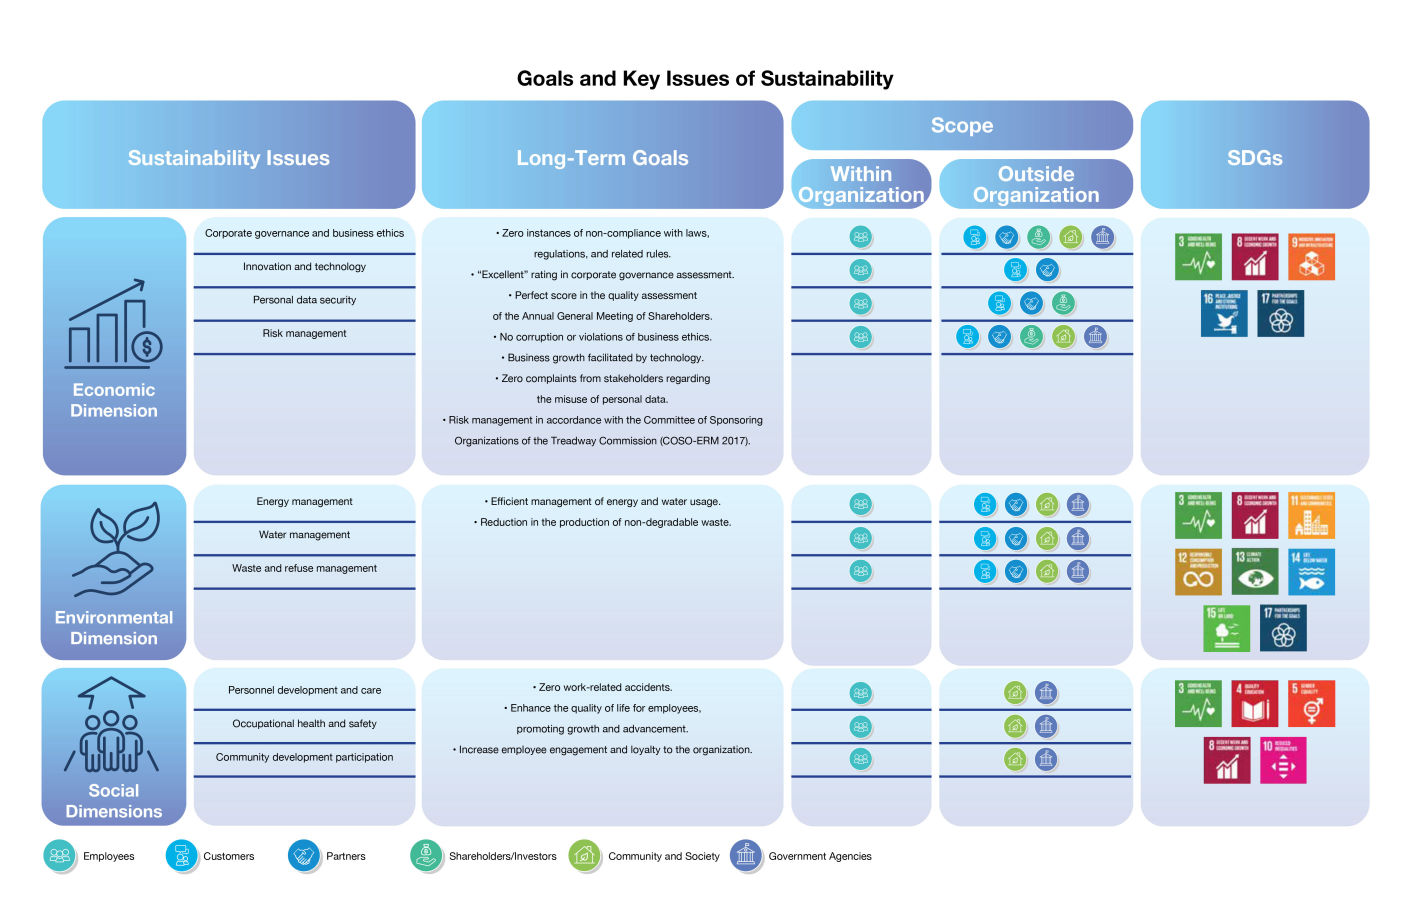 Goals and Key Issues of Sustainability
Sustainability Issues
Long-Term Goals
Scope
Within
Organization
Outside
Organization
SDGs
Economic
Dimension
Corporate governance and business ethics
Innovation and technology
Personal data security
Risk management
• Zero instances of non-compliance with laws,
regulations, and related rules.
• “Excellent” rating in corporate governance assessment.
• Perfect score in the quality assessment
of the Annual General Meeting of Shareholders.
• No corruption or violations of business ethics.
• Business growth facilitated by technology.
• Zero complaints from stakeholders regarding
the misuse of personal data.
• Risk management in accordance with the Committee of Sponsoring
Organizations of the Treadway Commission (COSO-ERM 2017).
3 GOOD HEALTH
AND WELL-BEING
8 DECENT WORK AND
ECONOMIC GROWTH
9 INDUSTRY, INNOVATION
AND INFRASTRUCTURE
16 PEACE, JUSTICE
AND STRONG
INSTITUTIONS
17 PARTNERSHIPS
FOR THE GOALS
Environmental
Dimension
Energy management
Water management
Waste and refuse management
• Efficient management of energy and water usage.
• Reduction in the production of non-degradable waste.
3 GOOD HEALTH
AND WELL-BEING
8 DECENT WORK AND
ECONOMIC GROWTH
11 SUSTAINABLE CITIES
AND COMMUNITIES
12 RESPONSIBLE
CONSUMPTION
AND PRODUCTION
13 CLIMATE
ACTION
14 LIFE
BELOW WATER
15 LIFE
ON LAND
17 PARTNERSHIPS
FOR THE GOALS
Social
Dimensions
Personnel development and care
Occupational health and safety
Community development participation
• Zero work-related accidents.
• Enhance the quality of life for employees,
promoting growth and advancement.
• Increase employee engagement and loyalty to the organization.
3 GOOD HEALTH
AND WELL-BEING
4 QUALITY
EDUCATION
5 GENDER
EQUALITY
8 DECENT WORK AND
ECONOMIC GROWTH
10 REDUCED
INEQUALITIES
Employees
Customers
Partners
Shareholders/Investors
Community and Society
Government Agencies